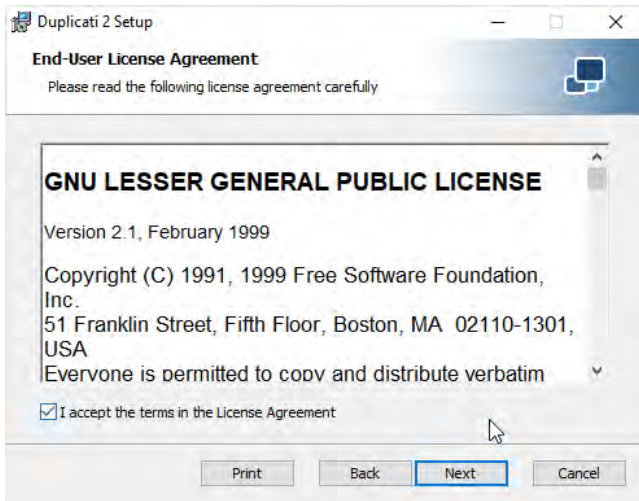 Duplicati 2 Setup
End-User License Agreement
Please read the following license agreement carefully
GNU LESSER GENERAL PUBLIC LICENSE
Version 2.1, February 1999
Copyright (C) 1991, 1999 Free Software Foundation,
Inc.
51 Franklin Street, Fifth Floor, Boston, MA  02110-1301,
USA
Everyone is permitted to copy and distribute verbatim
I accept the terms in the License Agreement
Print Back Next Cancel